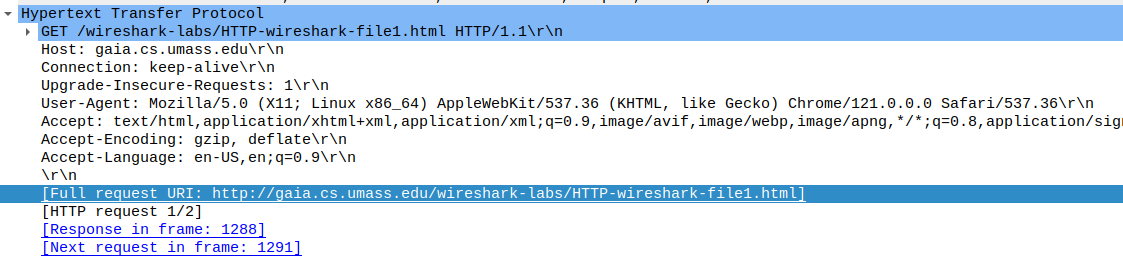 Hypertext Transfer Protocol
GET /wireshark-labs/HTTP-wireshark-file1.html HTTP/1.1\r\n
Host: gaia.cs.umass.edu\r\n
Connection: keep-alive\r\n
Upgrade-Insecure-Requests: 1\r\n
User-Agent: Mozilla/5.0 (X11; Linux x86_64) AppleWebKit/537.36 (KHTML, like Gecko) Chrome/121.0.0.0 Safari/537.36\r\n
Accept: text/html,application/xhtml+xml,application/xml;q=0.9,image/avif,image/webp,image/apng,*/*;q=0.8,application/sig
Accept-Encoding: gzip, deflate\r\n
Accept-Language: en-US,en;q=0.9\r\n
\r\n
[Full request URI: http://gaia.cs.umass.edu/wireshark-labs/HTTP-wireshark-file1.html]
[HTTP request 1/2]
[Response in frame: 1288]
[Next request in frame: 1291]